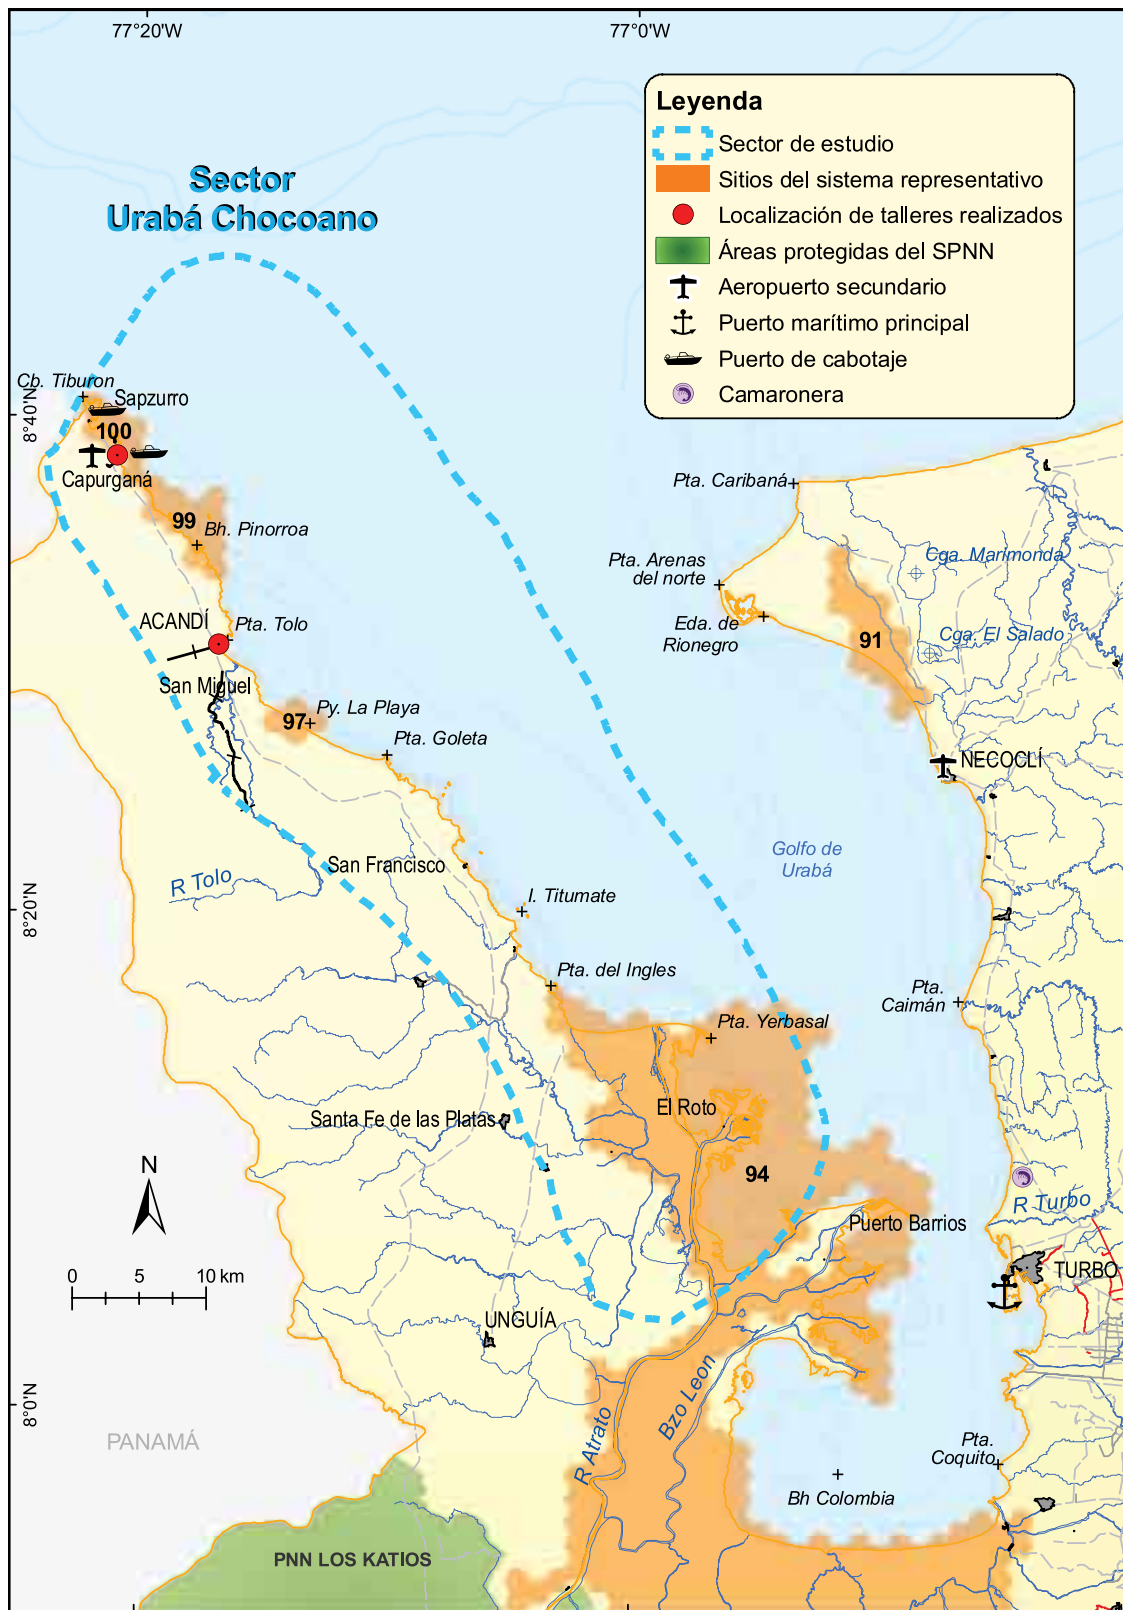 77°20'W
77°0'W
Leyenda
Sector de estudio
Sitios del sistema representativo
Localización de talleres realizados
Áreas protegidas del SPNN
Aeropuerto secundario
Puerto marítimo principal
Puerto de cabotaje
Camaronera
Sector
Urabá Chocoano
Cb. Tiburon
Sapzurro
8°40'N
100
Capurganá
Pta. Caribaná
99
Bh. Pinorroa
Pta. Arenas
del norte
Cga. Marimonda
ACANDÍ
Pta. Tolo
Eda. de
Rionegro
91
Cga. El Salado
San Miguel
97
Py. La Playa
Pta. Goleta
NECOCLÍ
Golfo de
Urabá
San Francisco
R Tolo
8°20'N
I. Titumate
Pta. del Ingles
Pta.
Caimán
Pta. Yerbasal
El Roto
Santa Fe de las Platas
94
N
R Turbo
Puerto Barrios
0 5 10 km
TURBO
UNGUÍA
8°0'N
Bzo Leon
R Atrato
PANAMÁ
Pta.
Coquito
Bh Colombia
PNN LOS KATIOS